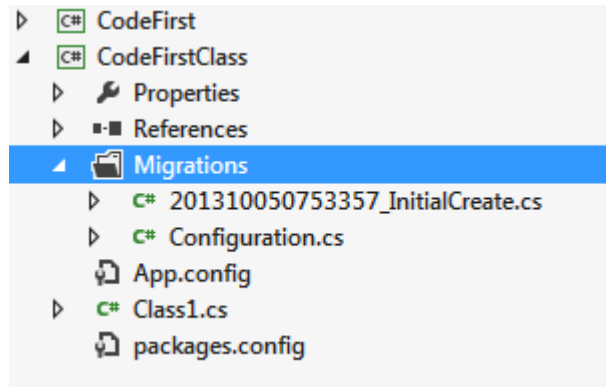 C# CodeFirst
C# CodeFirstClass
Properties
References
Migrations
C# 201310050753357_InitialCreate.cs
C# Configuration.cs
App.config
C# Class1.cs
packages.config